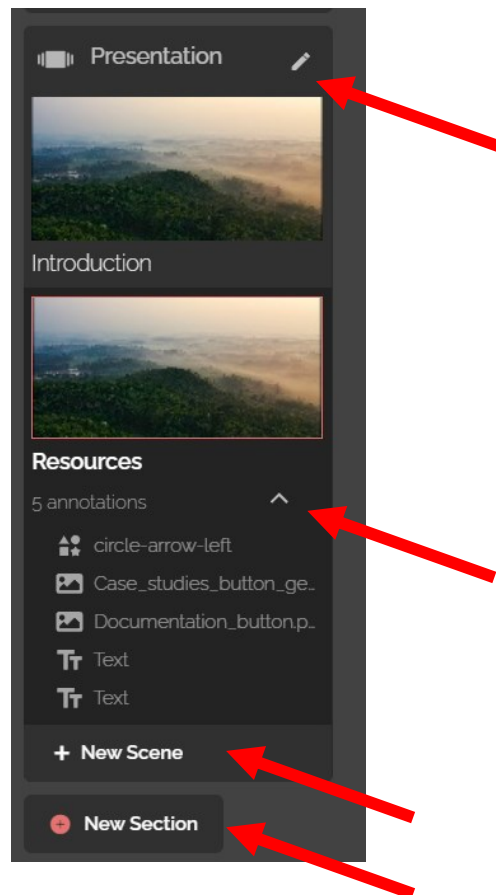 Presentation
Introduction
Resources
5 annotations
circle-arrow-left
Case_studies_button_ge...
Documentation_button.p...
Text
Text
+ New Scene
New Section